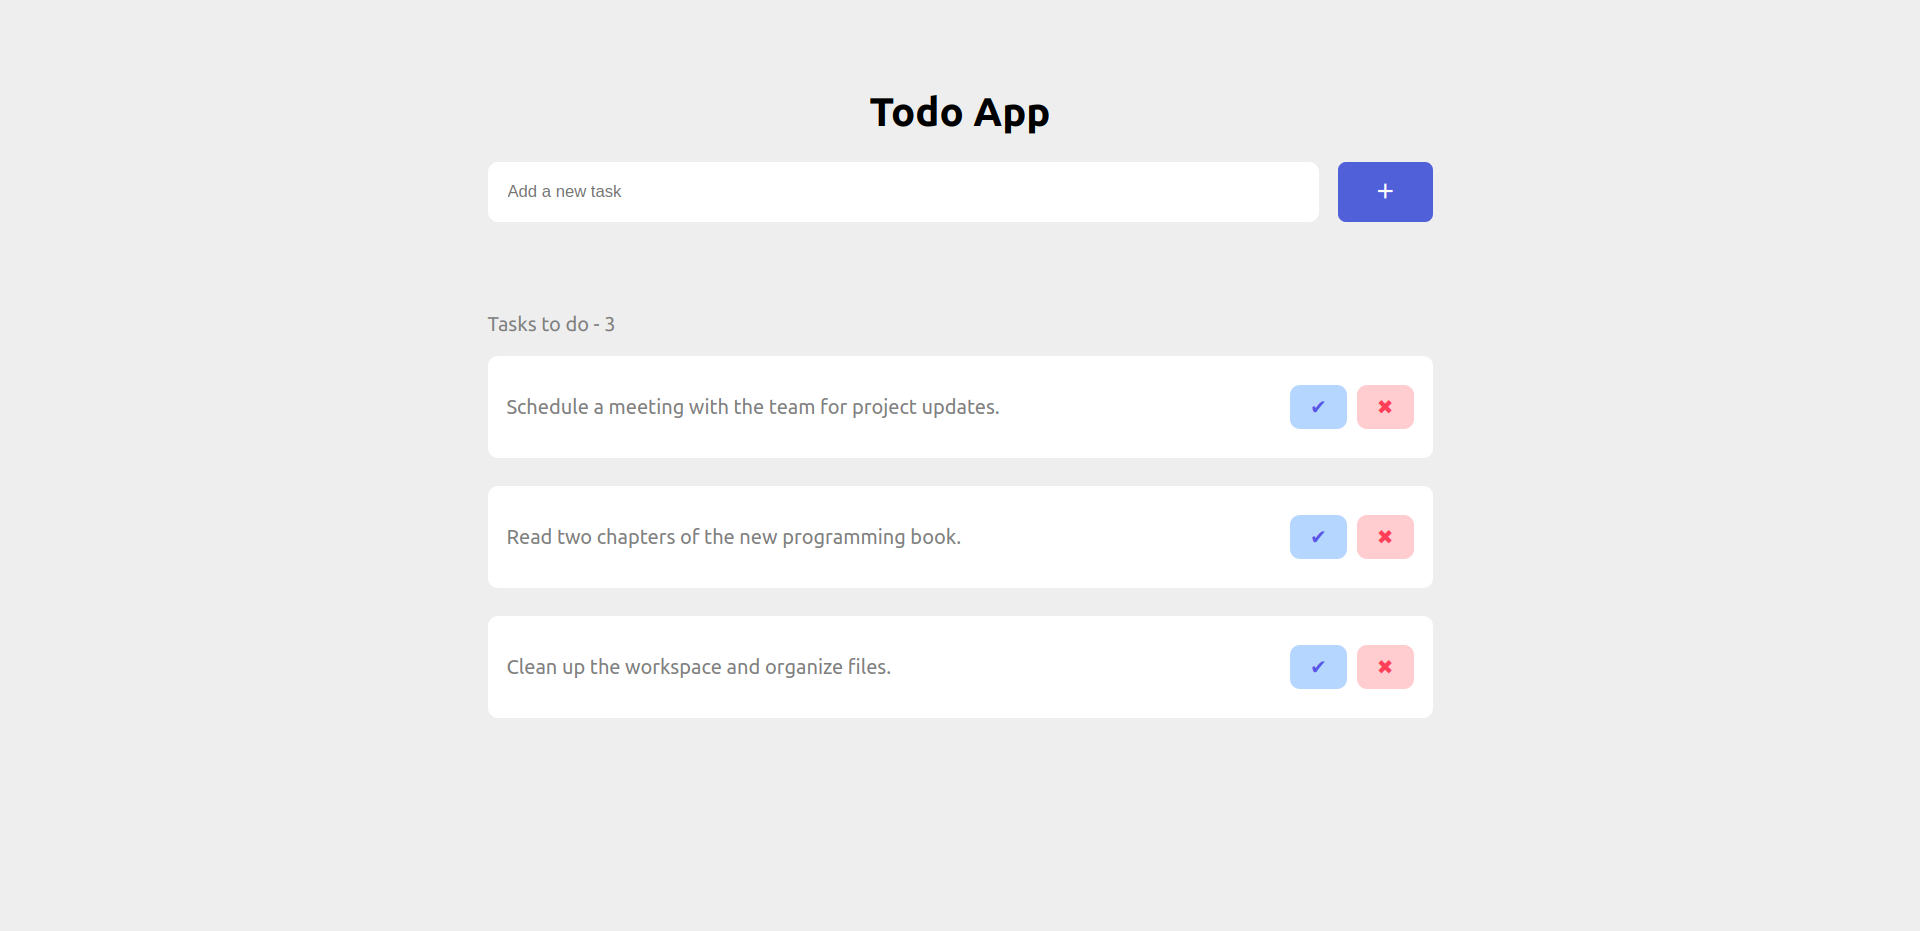 Todo App
Add a new task
+
Tasks to do - 3
Schedule a meeting with the team for project updates.
✔ ✖
Read two chapters of the new programming book.
✔ ✖
Clean up the workspace and organize files.
✔ ✖